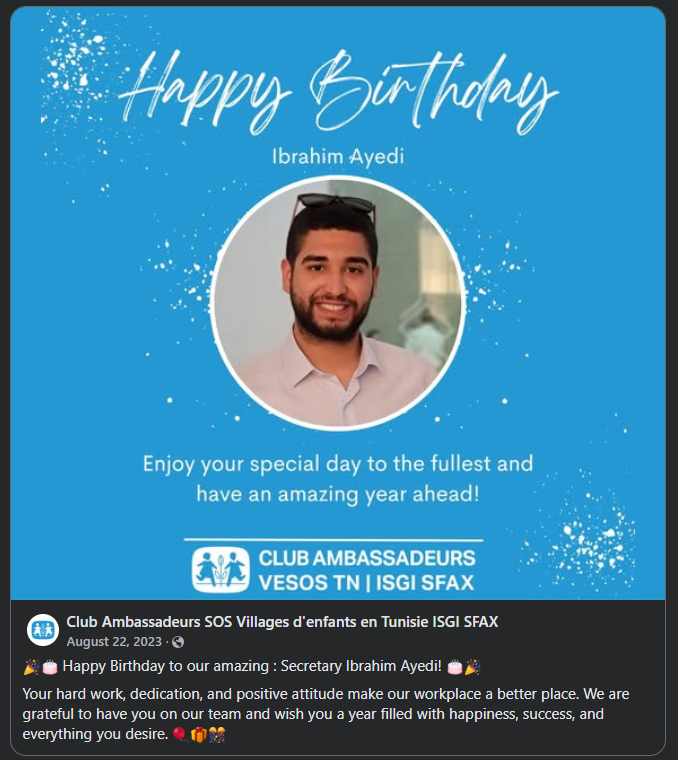 Happy Birthday
Ibrahim Ayedi
Enjoy your special day to the fullest and
have an amazing year ahead!
CLUB AMBASSADEURS
VESOS TN | ISGI SFAX
Club Ambassadeurs SOS Villages d'enfants en Tunisie ISGI SFAX
August 22, 2023 ·
🎉🎂 Happy Birthday to our amazing : Secretary Ibrahim Ayedi! 🎂🎉
Your hard work, dedication, and positive attitude make our workplace a better place. We are
grateful to have you on our team and wish you a year filled with happiness, success, and
everything you desire. 🎈🎁🎊